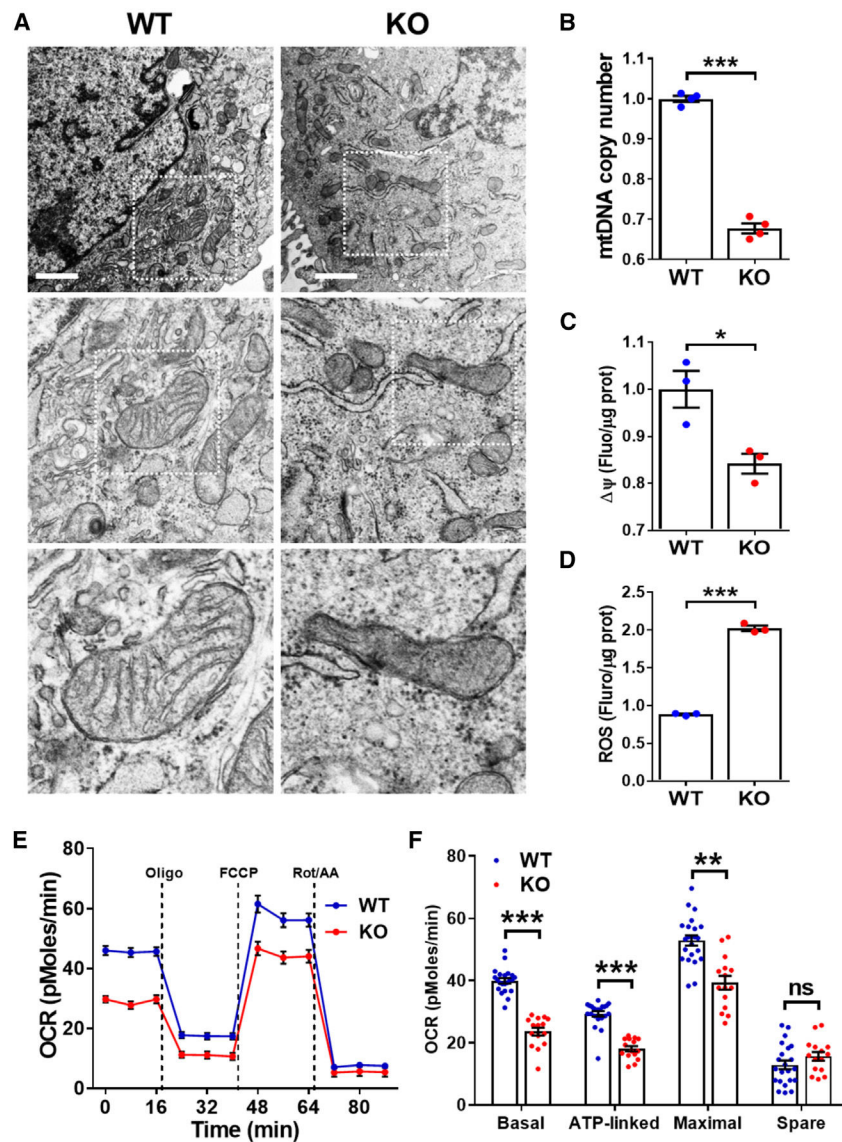 A
WT
KO
B
mtDNA copy number
1.1
1.0
0.9
0.8
0.7
0.6
***
WT KO
C
Δψ (Fluo/μg prot)
1.1
1.0
0.9
0.8
0.7
*
WT KO
D
ROS (Fluro/μg prot)
2.5
2.0
1.5
1.0
0.5
0.0
***
WT KO
E
OCR (pMoles/min)
80
60
40
20
0
Oligo FCCP Rot/AA
WT
KO
0 16 32 48 64 80
Time (min)
F
OCR (pMoles/min)
80
60
40
20
0
WT
KO
***
***
**
ns
Basal ATP-linked Maximal Spare